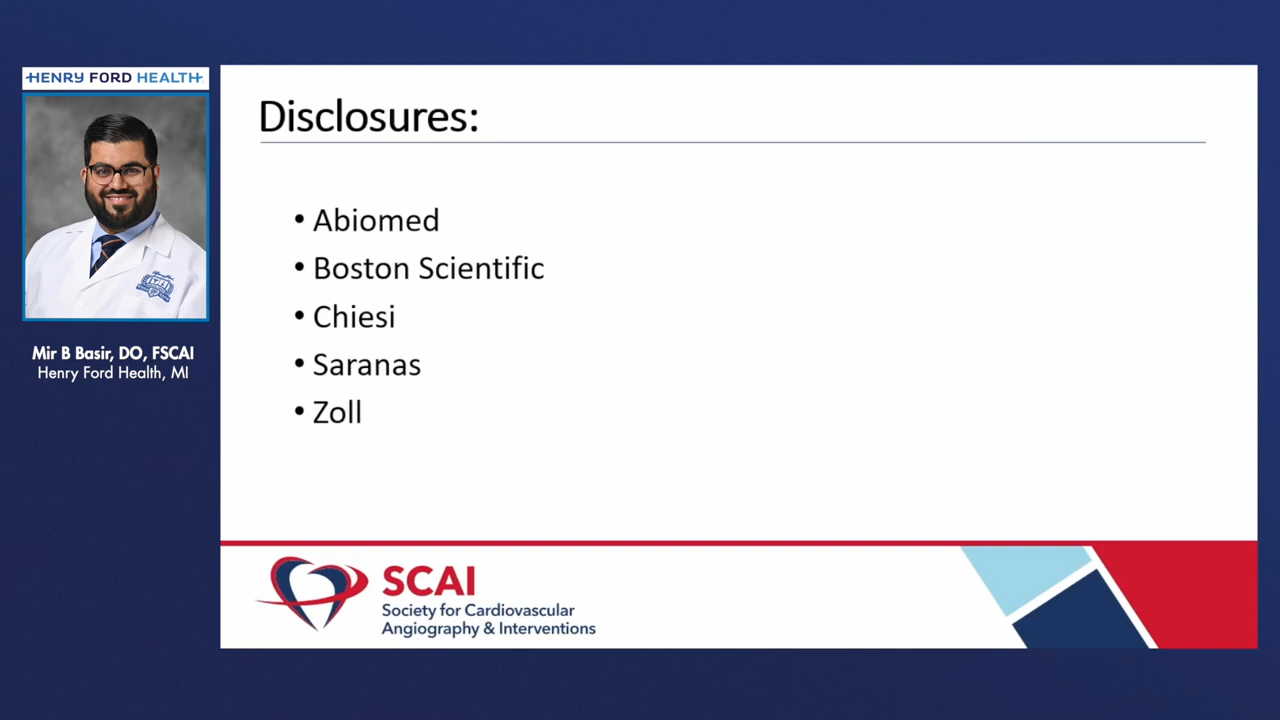 HENRY FORD HEALTH
Mir B Basir, DO, FSCAI
Henry Ford Health, MI
Disclosures:
• Abiomed
• Boston Scientific
• Chiesi
• Saranas
• Zoll
SCAI
Society for Cardiovascular
Angiography & Interventions